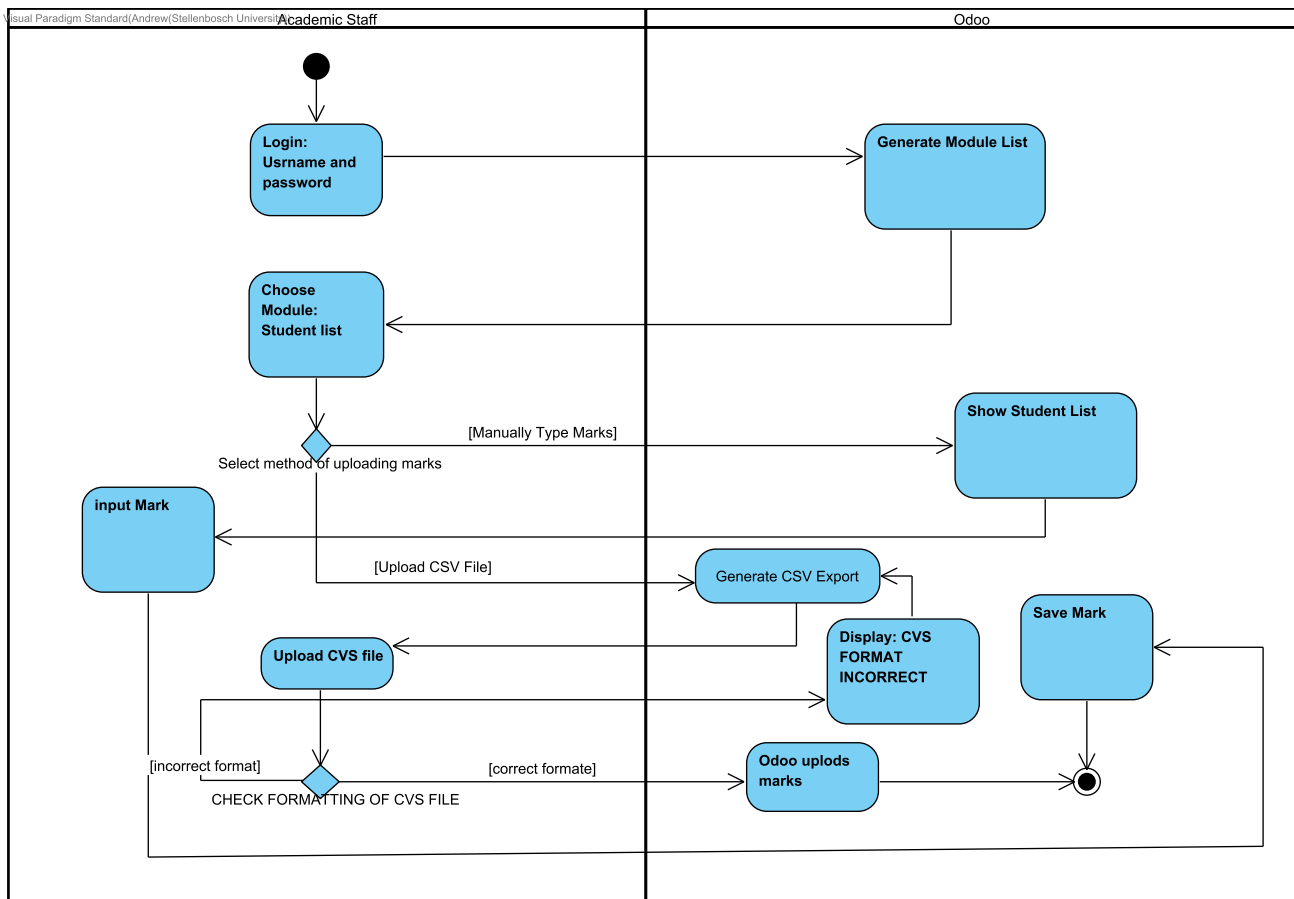 Visual Paradigm Standard(Andrew(Stellenbosch University))
Academic Staff
Odoo
Login:
Usrname and
password
Generate Module List
Choose
Module:
Student list
Show Student List
[Manually Type Marks]
Select method of uploading marks
input Mark
[Upload CSV File]
Generate CSV Export
Save Mark
Display: CVS
FORMAT
INCORRECT
Upload CVS file
[incorrect format]
[correct formate]
Odoo uplods
marks
CHECK FORMATTING OF CVS FILE